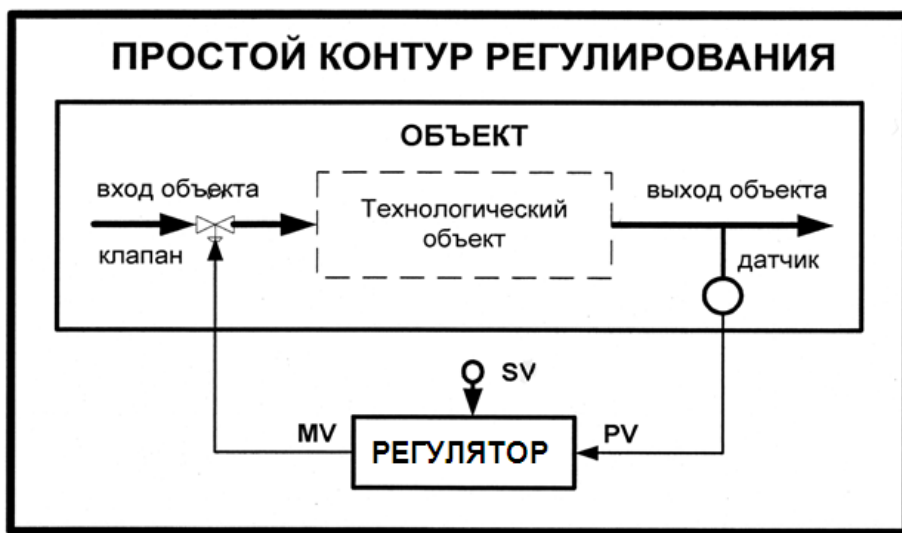 ПРОСТОЙ КОНТУР РЕГУЛИРОВАНИЯ
ОБЪЕКТ
вход объекта
выход объекта
Технологический
объект
клапан
датчик
SV
MV
РЕГУЛЯТОР
PV